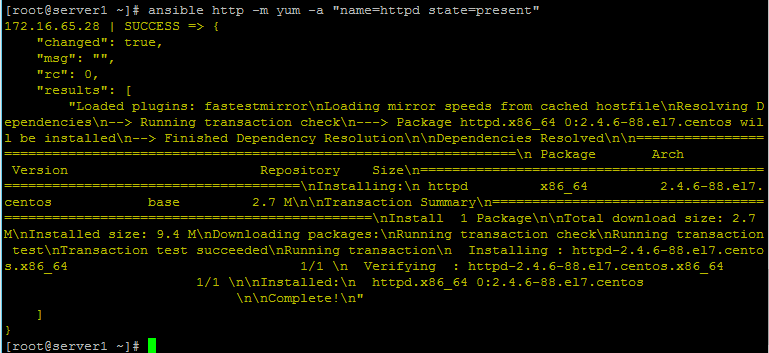 [root@server1 ~]# ansible http -m yum -a "name=httpd state=present"
172.16.65.28 | SUCCESS => {
    "changed": true,
    "msg": "",
    "rc": 0,
    "results": [
        "Loaded plugins: fastestmirror\nLoading mirror speeds from cached hostfile\nResolving D
ependencies\n--> Running transaction check\n---> Package httpd.x86_64 0:2.4.6-88.el7.centos wil
l be installed\n--> Finished Dependency Resolution\n\nDependencies Resolved\n\n================
================================================================\n Package       Arch
 Version                        Repository    Size\n===========================================
=====================================\nInstalling:\n httpd         x86_64         2.4.6-88.el7.
centos            base         2.7 M\n\nTransaction Summary\n==================================
==============================================\nInstall  1 Package\n\nTotal download size: 2.7 
M\nInstalled size: 9.4 M\nDownloading packages:\nRunning transaction check\nRunning transaction
 test\nTransaction test succeeded\nRunning transaction\n  Installing : httpd-2.4.6-88.el7.cento
s.x86_64                                1/1 \n  Verifying  : httpd-2.4.6-88.el7.centos.x86_64
                        1/1 \n\nInstalled:\n  httpd.x86_64 0:2.4.6-88.el7.centos
                             \n\nComplete!\n"
    ]
}
[root@server1 ~]#